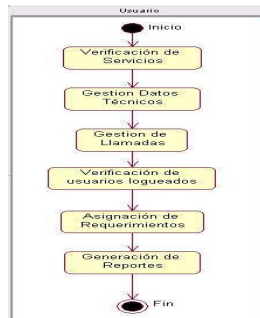 Usuario
Inicio
Verificación de
Servicios
Gestion Datos
Técnicos
Gestion de
Llamadas
Verificación de
usuarios logueados
Asignación de
Requerimientos
Generación de
Reportes
Fin